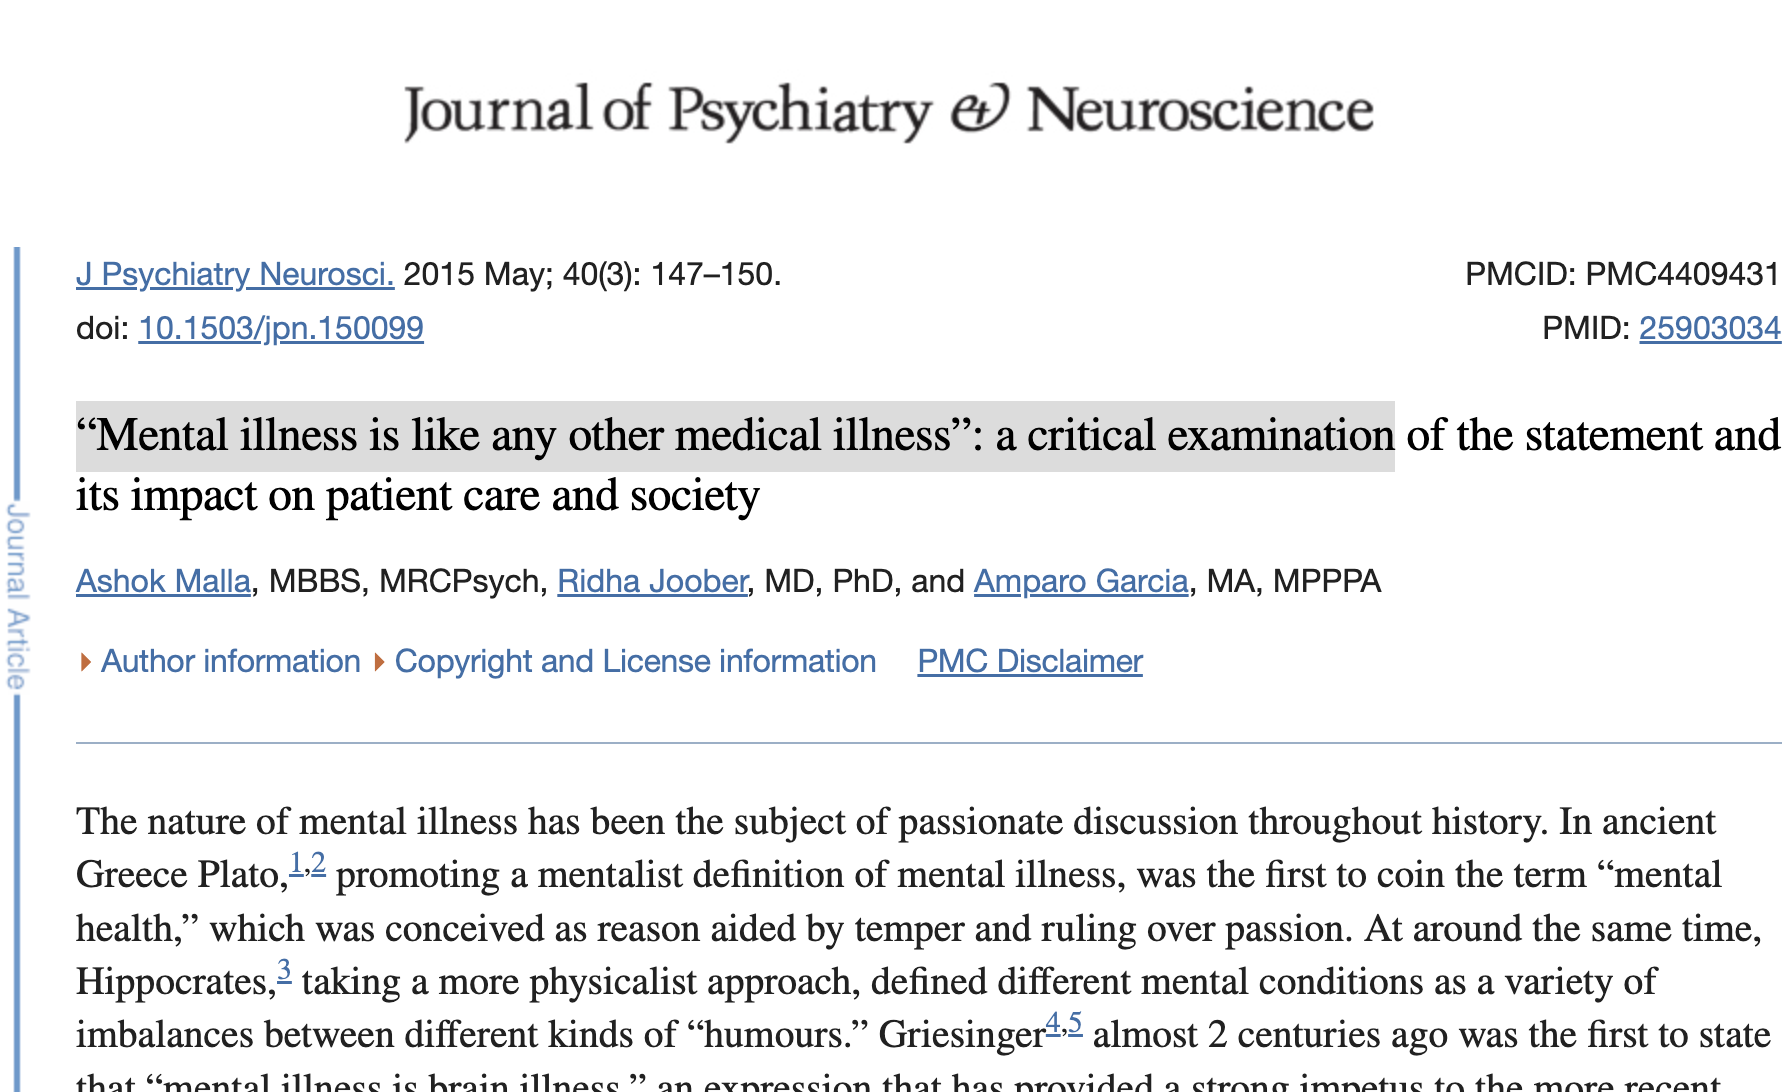 Journal of Psychiatry & Neuroscience
J Psychiatry Neurosci. 2015 May; 40(3): 147–150.
PMCID: PMC4409431
doi: 10.1503/jpn.150099
PMID: 25903034
“Mental illness is like any other medical illness”: a critical examination of the statement and
its impact on patient care and society
Ashok Malla, MBBS, MRCPsych, Ridha Joober, MD, PhD, and Amparo Garcia, MA, MPPPA
Author information Copyright and License information PMC Disclaimer
Journal Article
The nature of mental illness has been the subject of passionate discussion throughout history. In ancient
Greece Plato,1,2 promoting a mentalist definition of mental illness, was the first to coin the term “mental
health,” which was conceived as reason aided by temper and ruling over passion. At around the same time,
Hippocrates,3 taking a more physicalist approach, defined different mental conditions as a variety of
imbalances between different kinds of “humours.” Griesinger4,5 almost 2 centuries ago was the first to state
that “mental illness is brain illness,” an expression that has provided a strong impetus to the more recent